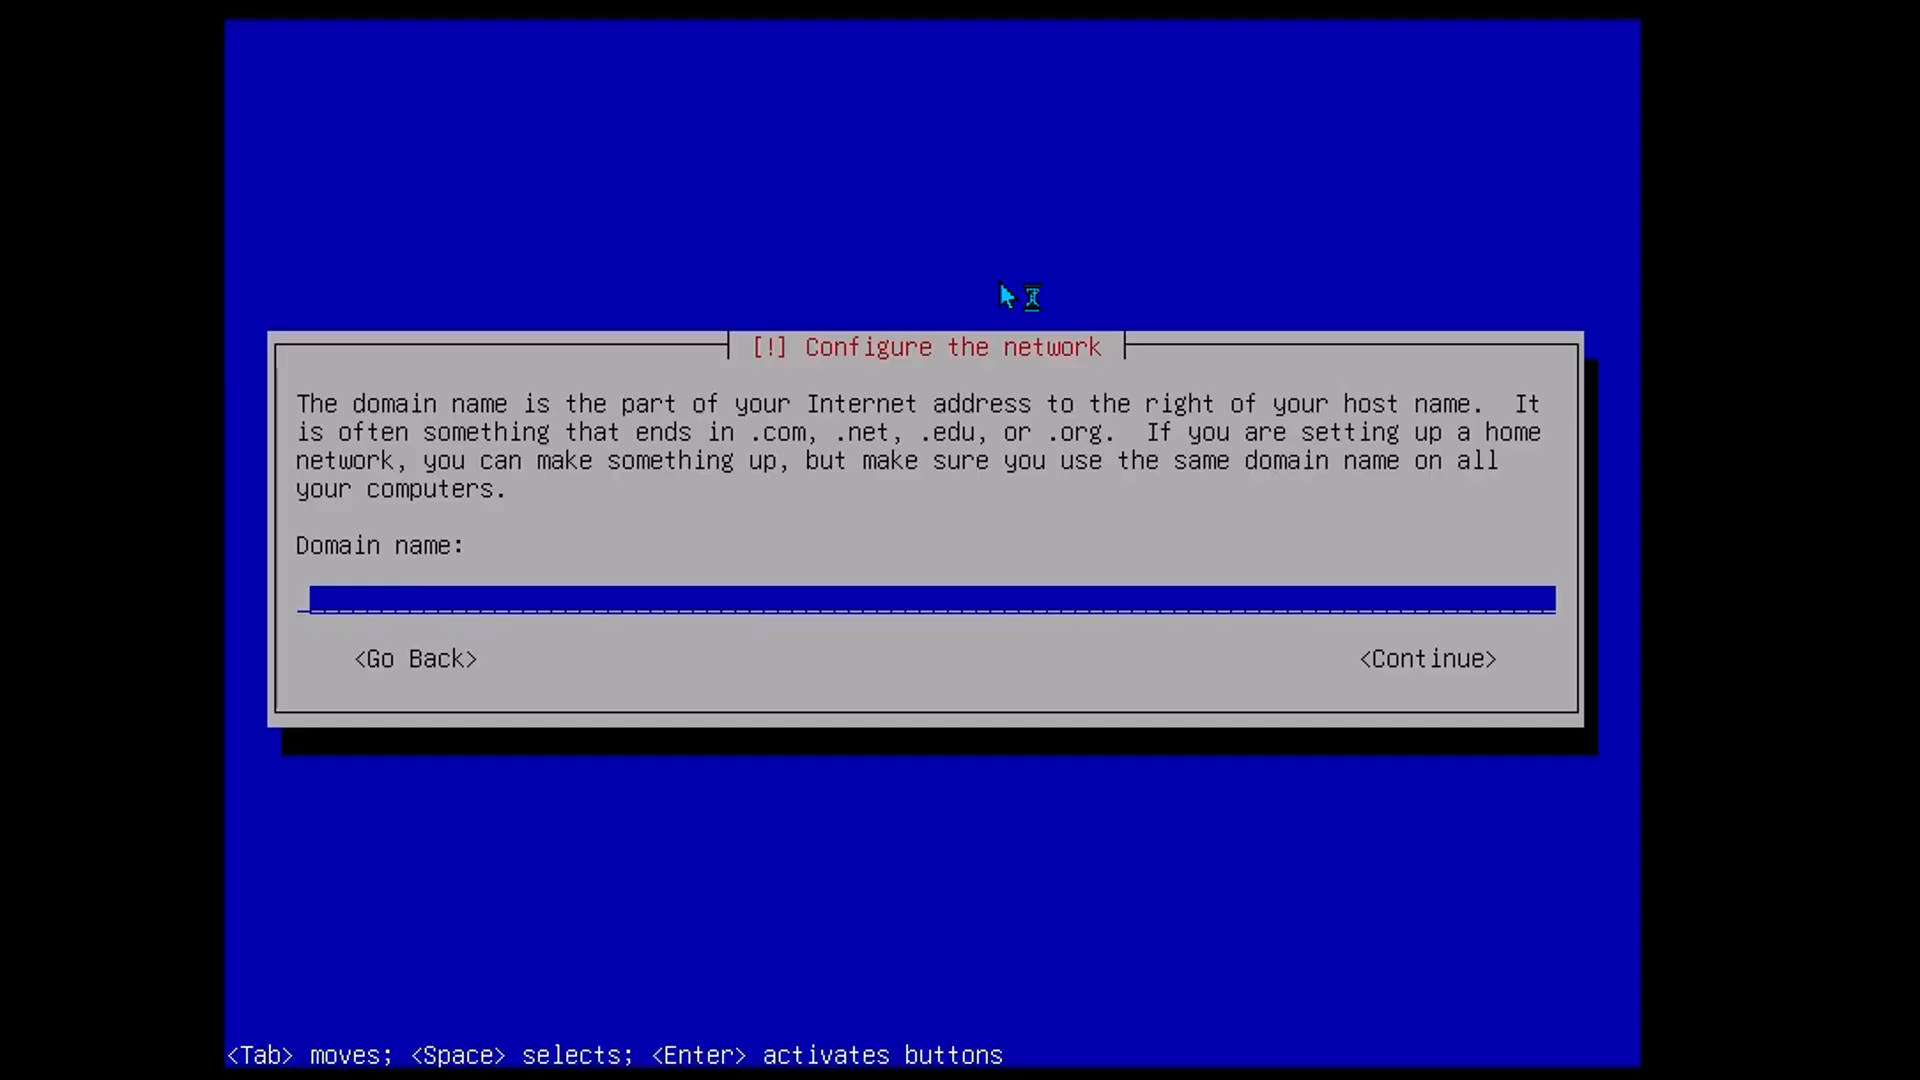 [!] Configure the network
The domain name is the part of your Internet address to the right of your host name.  It
is often something that ends in .com, .net, .edu, or .org.  If you are setting up a home
network, you can make something up, but make sure you use the same domain name on all
your computers.
Domain name:
<Go Back> <Continue>
<Tab> moves; <Space> selects; <Enter> activates buttons